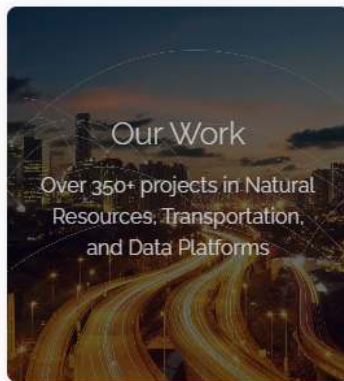 Our Work
Over 350+ projects in Natural
Resources, Transportation,
and Data Platforms